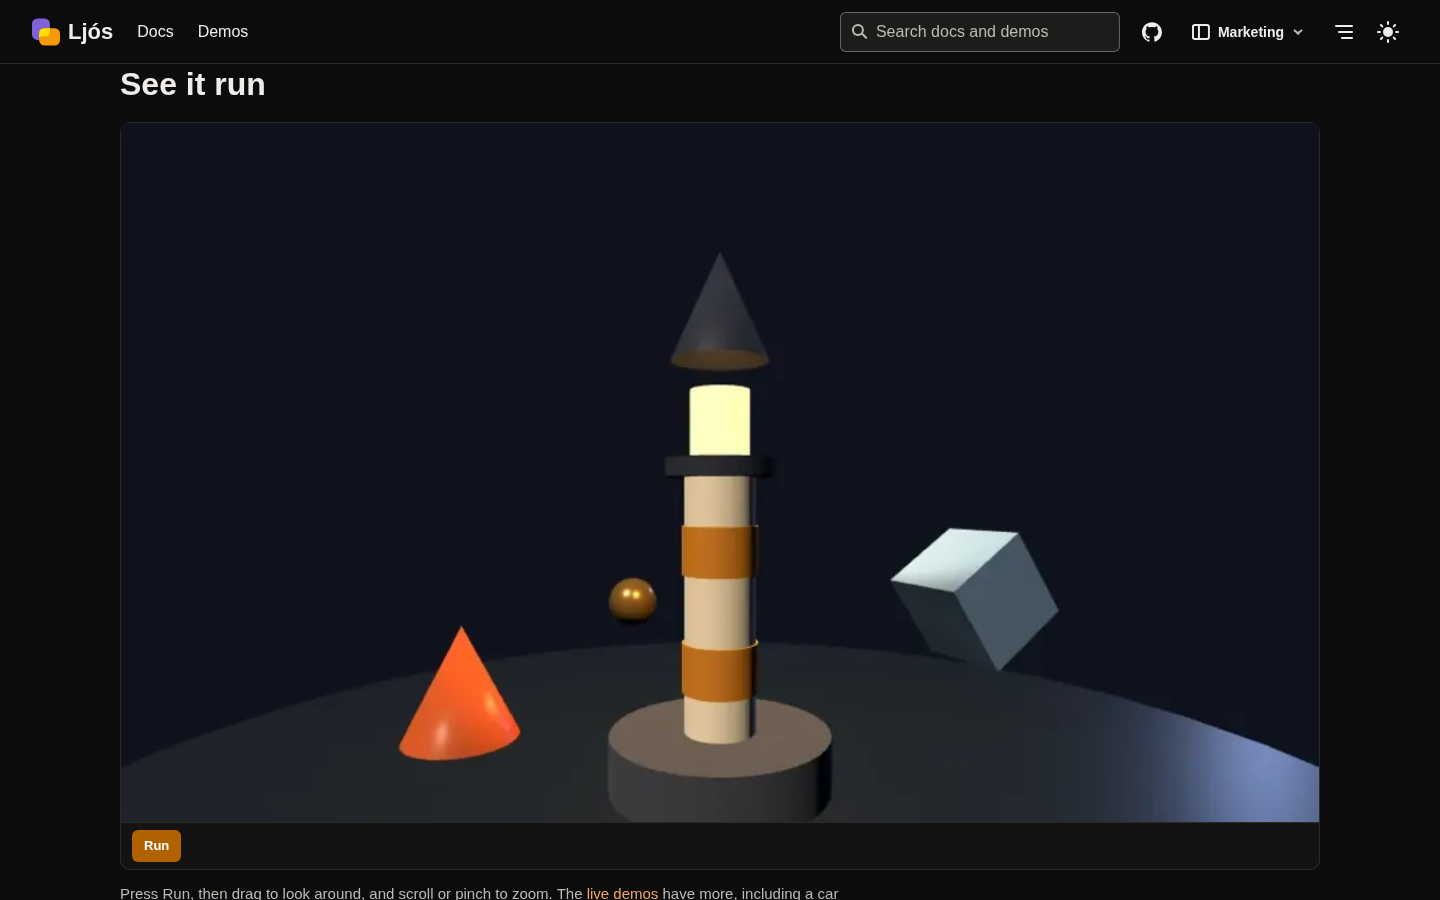 Ljós
Docs
Demos
Search docs and demos
Marketing
See it run
Run
Press Run, then drag to look around, and scroll or pinch to zoom. The live demos have more, including a car